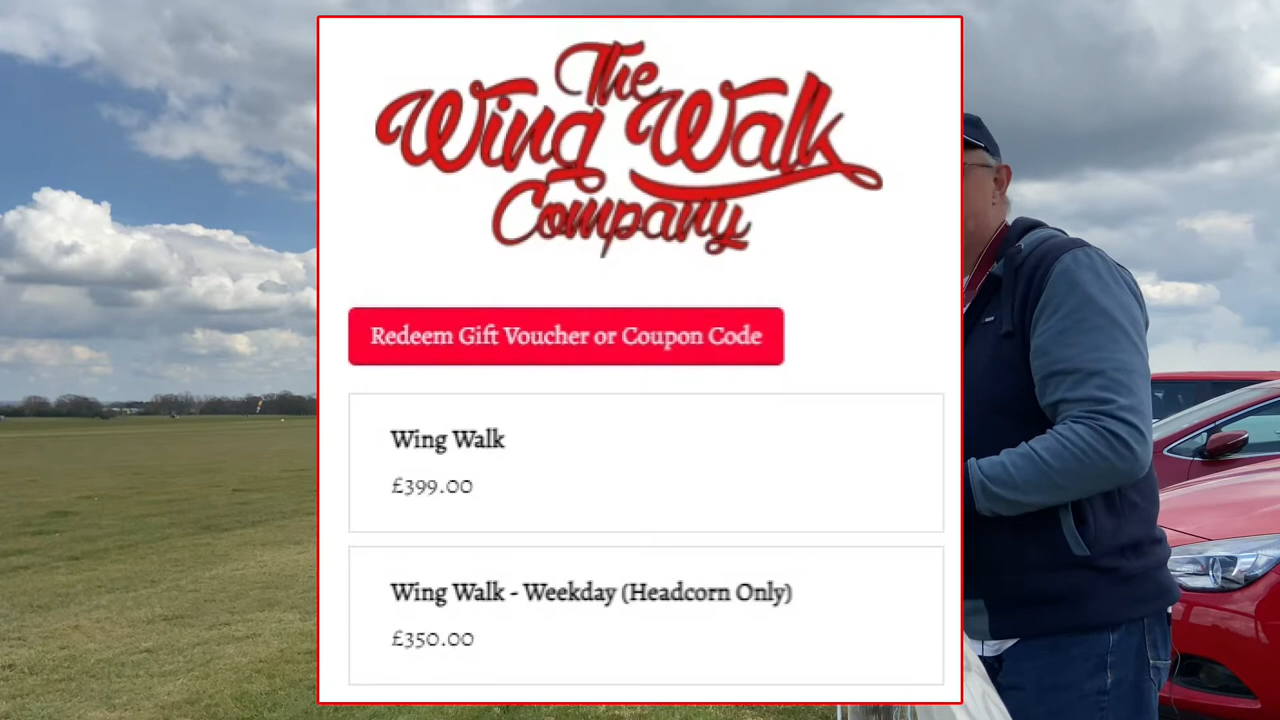 The
Wing Walk
Company
Redeem Gift Voucher or Coupon Code
Wing Walk
£399.00
Wing Walk - Weekday (Headcorn Only)
£350.00